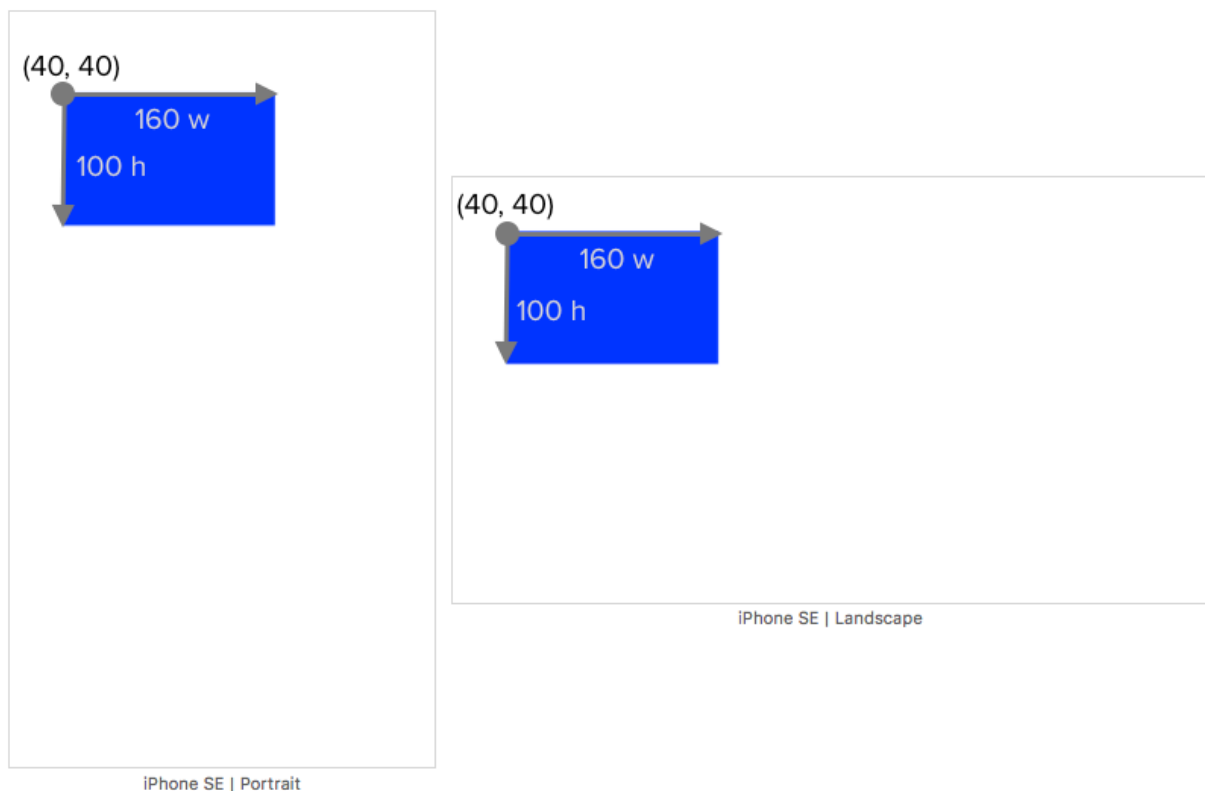 (40, 40)
160 w
100 h
iPhone SE | Portrait
(40, 40)
160 w
100 h
iPhone SE | Landscape